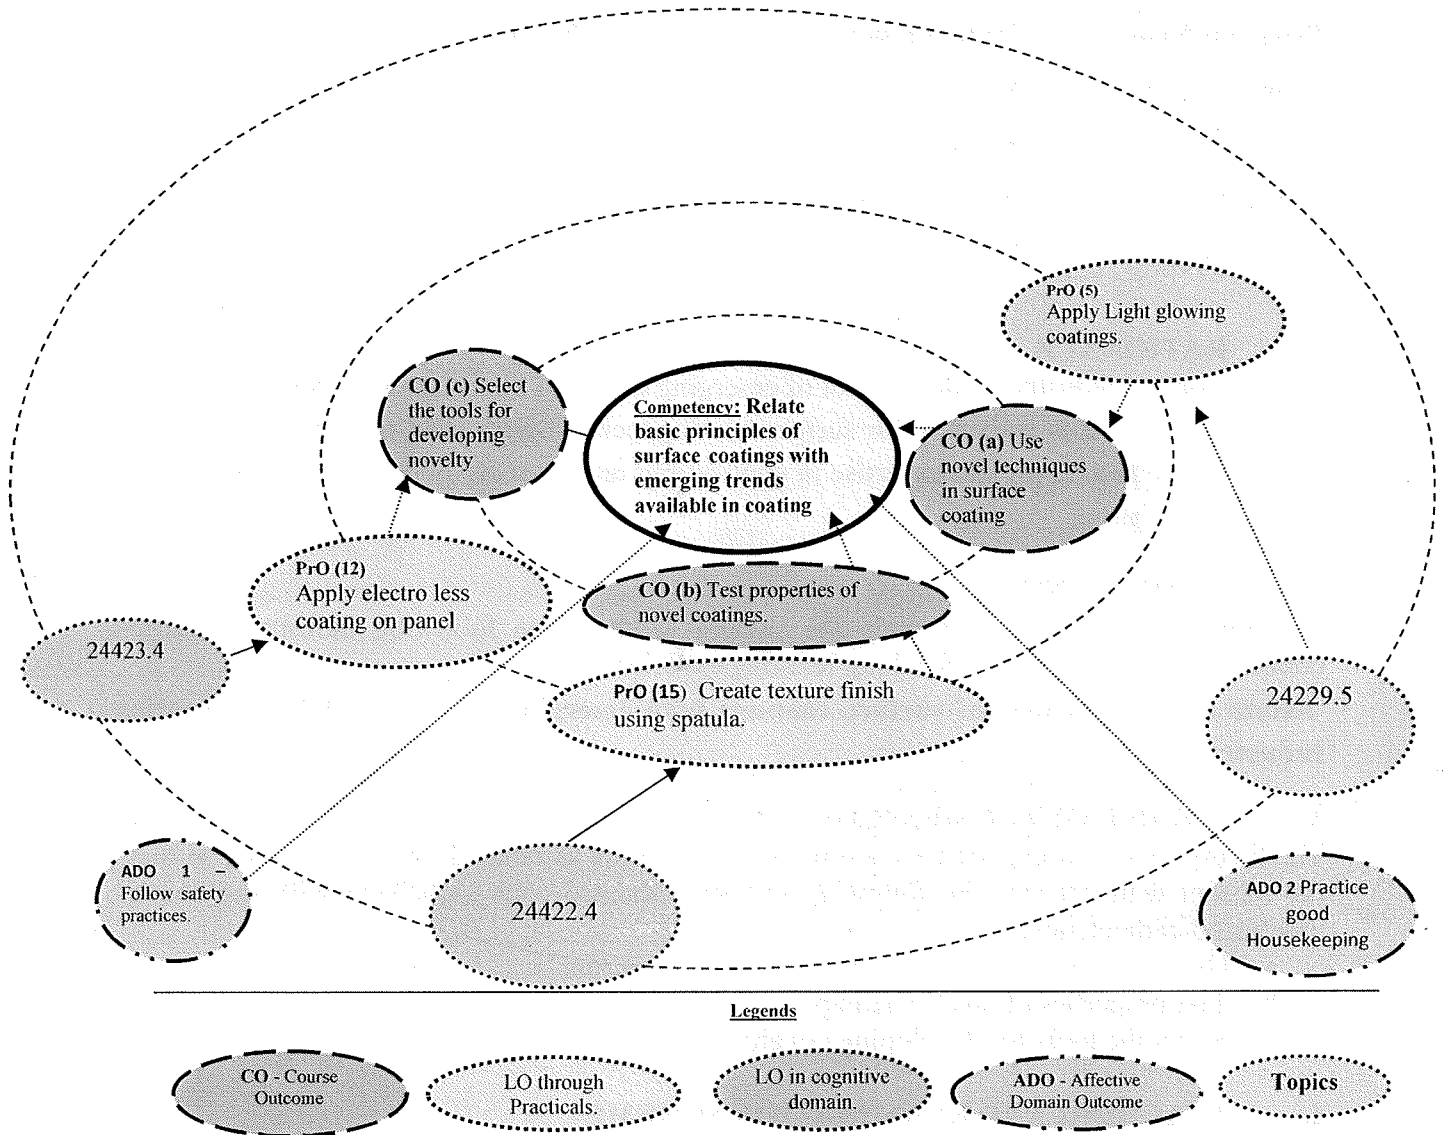 PrO (5)
Apply Light glowing
coatings.
CO (c) Select
the tools for
developing
novelty
Competency: Relate
basic principles of
surface coatings with
emerging trends
available in coating
CO (a) Use
novel techniques
in surface
coating
PrO (12)
Apply electro less
coating on panel
CO (b) Test properties of
novel coatings.
24423.4
PrO (15) Create texture finish
using spatula.
24229.5
ADO 1 –
Follow safety
practices.
24422.4
ADO 2 Practice
good
Housekeeping
Legends
CO - Course
Outcome
LO through
Practicals.
LO in cognitive
domain.
ADO - Affective
Domain Outcome
Topics